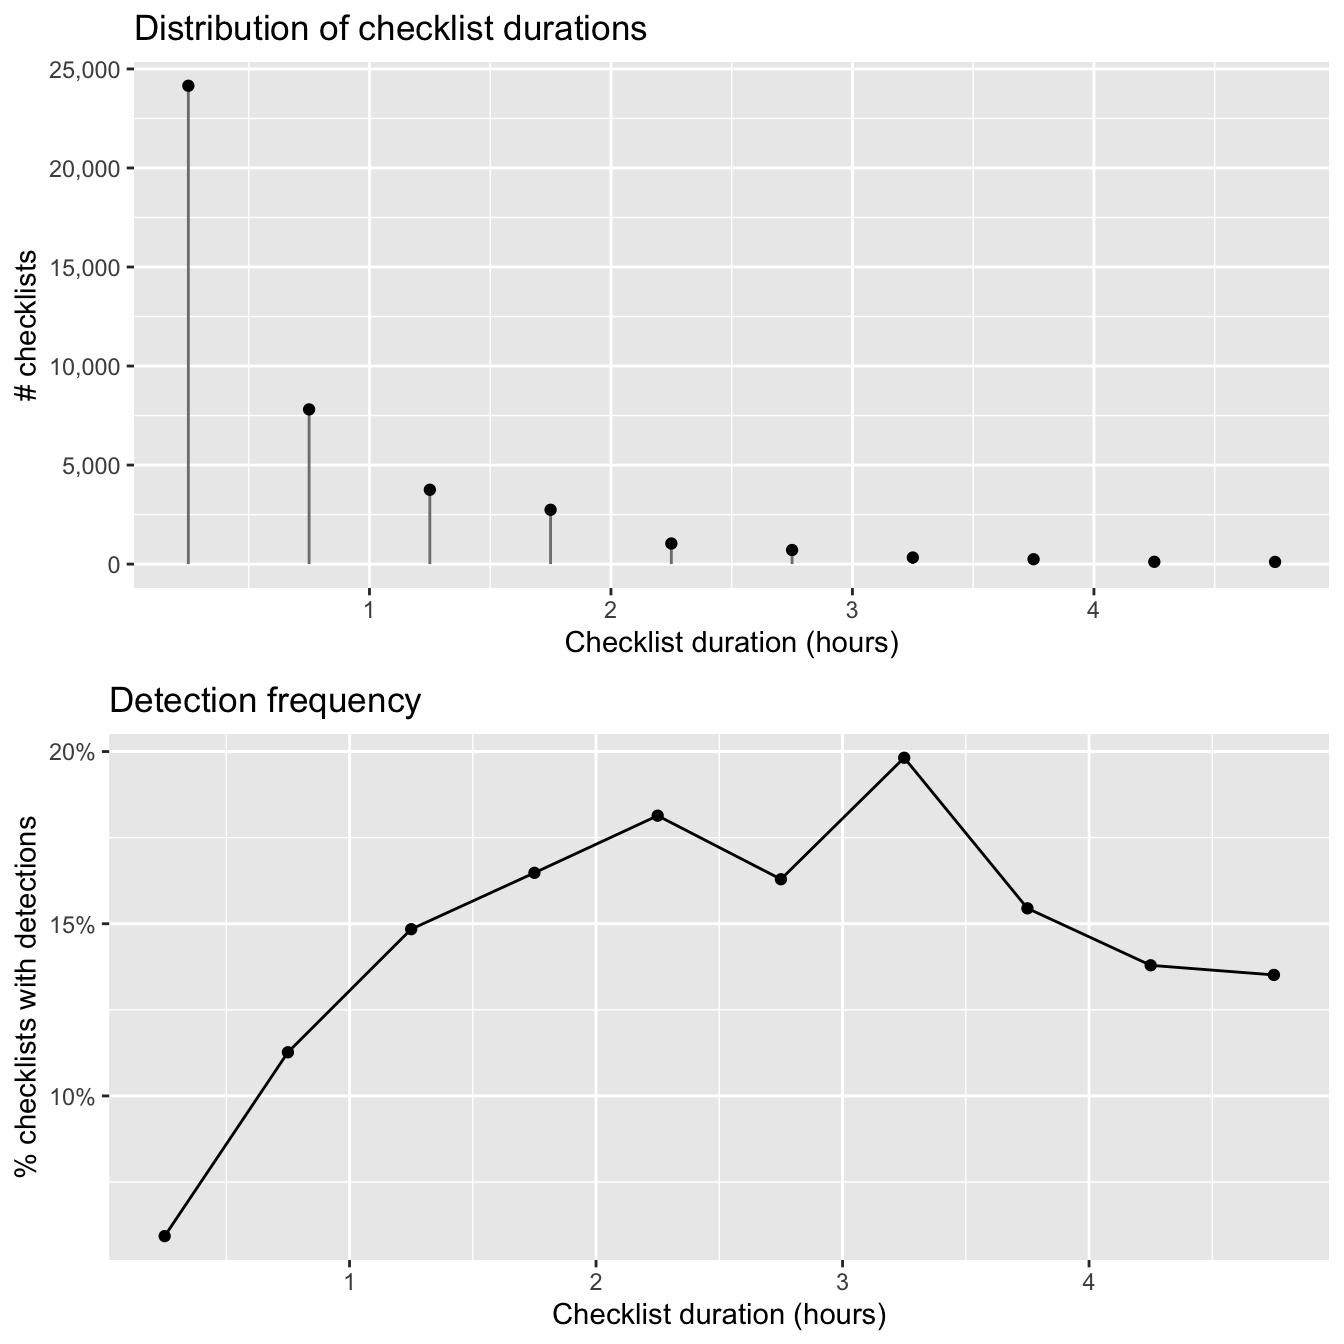 Distribution of checklist durations
25,000
20,000
15,000
10,000
5,000
0
# checklists
1 2 3 4
Checklist duration (hours)
Detection frequency
20%
15%
10%
% checklists with detections
1 2 3 4
Checklist duration (hours)